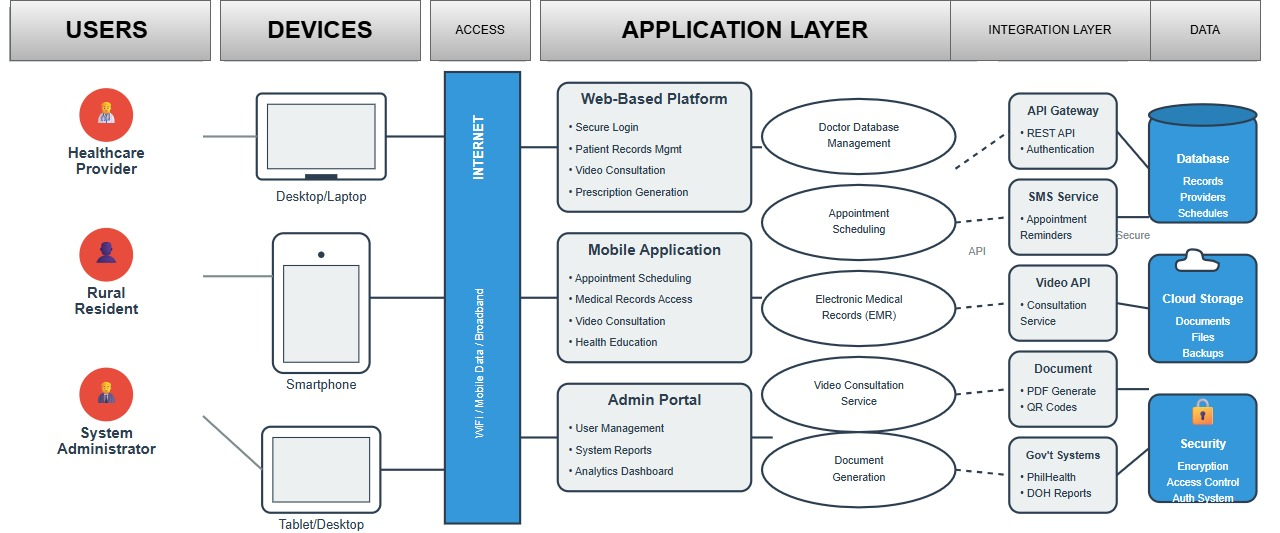 USERS
DEVICES
ACCESS
APPLICATION LAYER
INTEGRATION LAYER
DATA
Healthcare
Provider
Rural
Resident
System
Administrator
Desktop/Laptop
Smartphone
Tablet/Desktop
INTERNET
WiFi / Mobile Data / Broadband
Web-Based Platform
• Secure Login
• Patient Records Mgmt
• Video Consultation
• Prescription Generation
Mobile Application
• Appointment Scheduling
• Medical Records Access
• Video Consultation
• Health Education
Admin Portal
• User Management
• System Reports
• Analytics Dashboard
Doctor Database
Management
Appointment
Scheduling
Electronic Medical
Records (EMR)
Video Consultation
Service
Document
Generation
API
API Gateway
• REST API
• Authentication
SMS Service
• Appointment
Reminders
Video API
• Consultation
Service
Document
• PDF Generate
• QR Codes
Gov't Systems
• PhilHealth
• DOH Reports
Secure
Database
Records
Providers
Schedules
Cloud Storage
Documents
Files
Backups
Security
Encryption
Access Control
Auth System